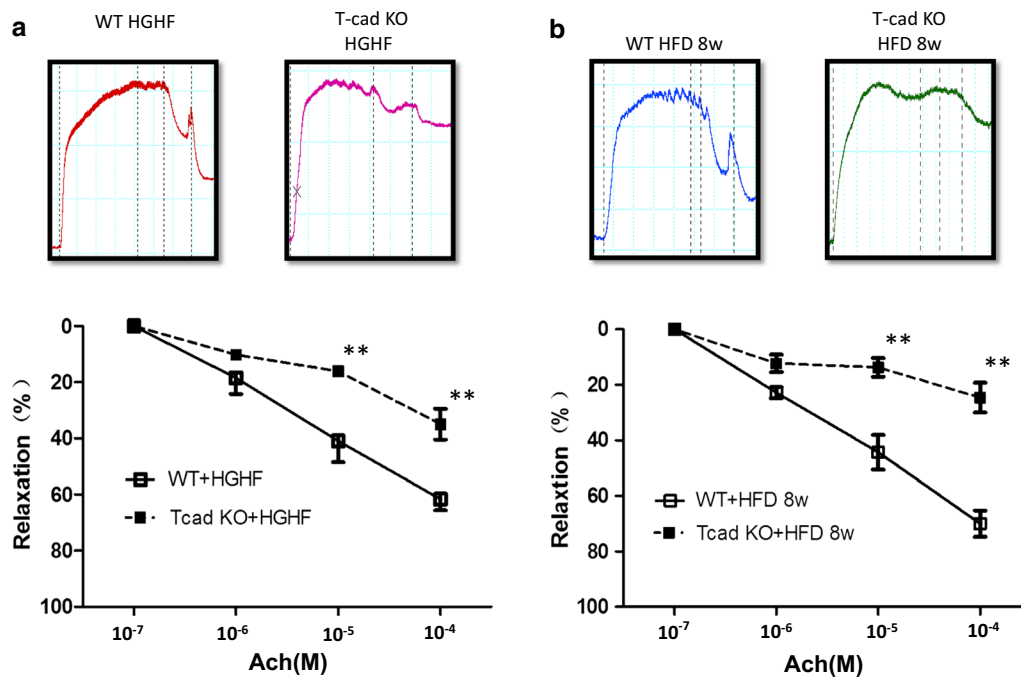 a
WT HGHF
T-cad KO
HGHF
0
20
40
60
80
100
Relaxation (%)
**
**
WT+HGHF
Tcad KO+HGHF
10-7
10-6
10-5
10-4
Ach(M)
b
WT HFD 8w
T-cad KO
HFD 8w
0
20
40
60
80
100
Relaxtion (%)
**
**
WT+HFD 8w
Tcad KO+HFD 8w
10-7
10-6
10-5
10-4
Ach(M)